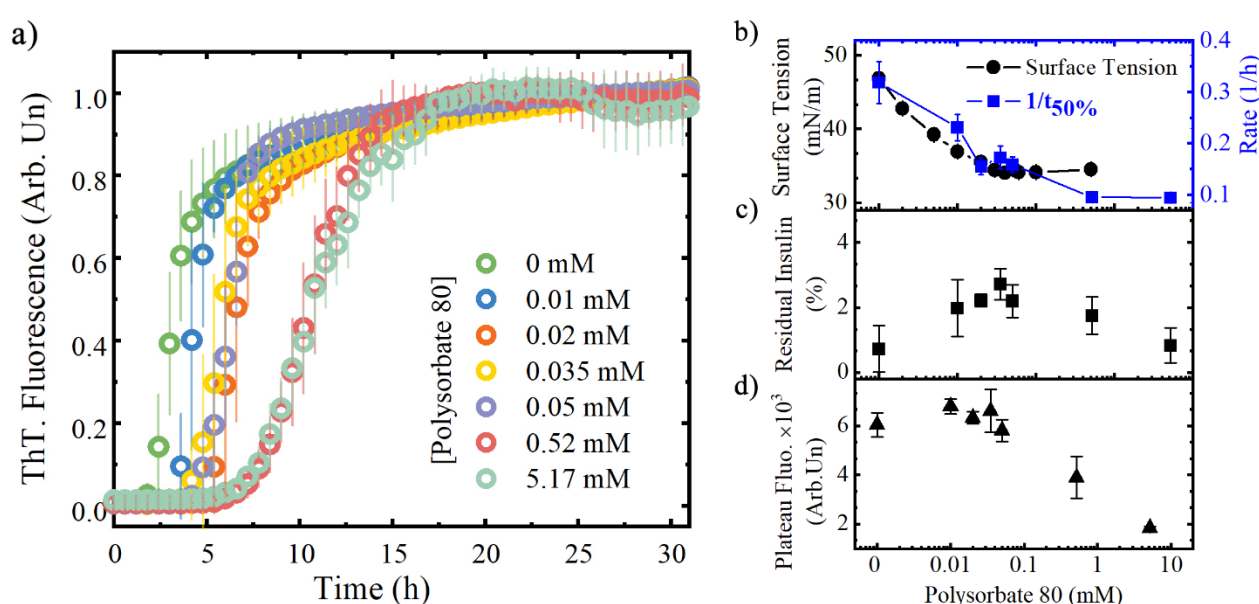 a)
ThT. Fluorescence (Arb. Un)
1.0
0.8
0.6
0.4
0.2
0.0
0 5 10 15 20 25 30
Time (h)
[Polysorbate 80]
0 mM
0.01 mM
0.02 mM
0.035 mM
0.05 mM
0.52 mM
5.17 mM
b)
Surface Tension
(mN/m)
50
40
30
Surface Tension
1/t50%
0.4
0.3
0.2
0.1
Rate (1/h)
c)
Residual Insulin
(%)
4
2
0
d)
Plateau Fluo. ×10³
(Arb.Un)
6
4
2
0 0.01 0.1 1 10
Polysorbate 80 (mM)